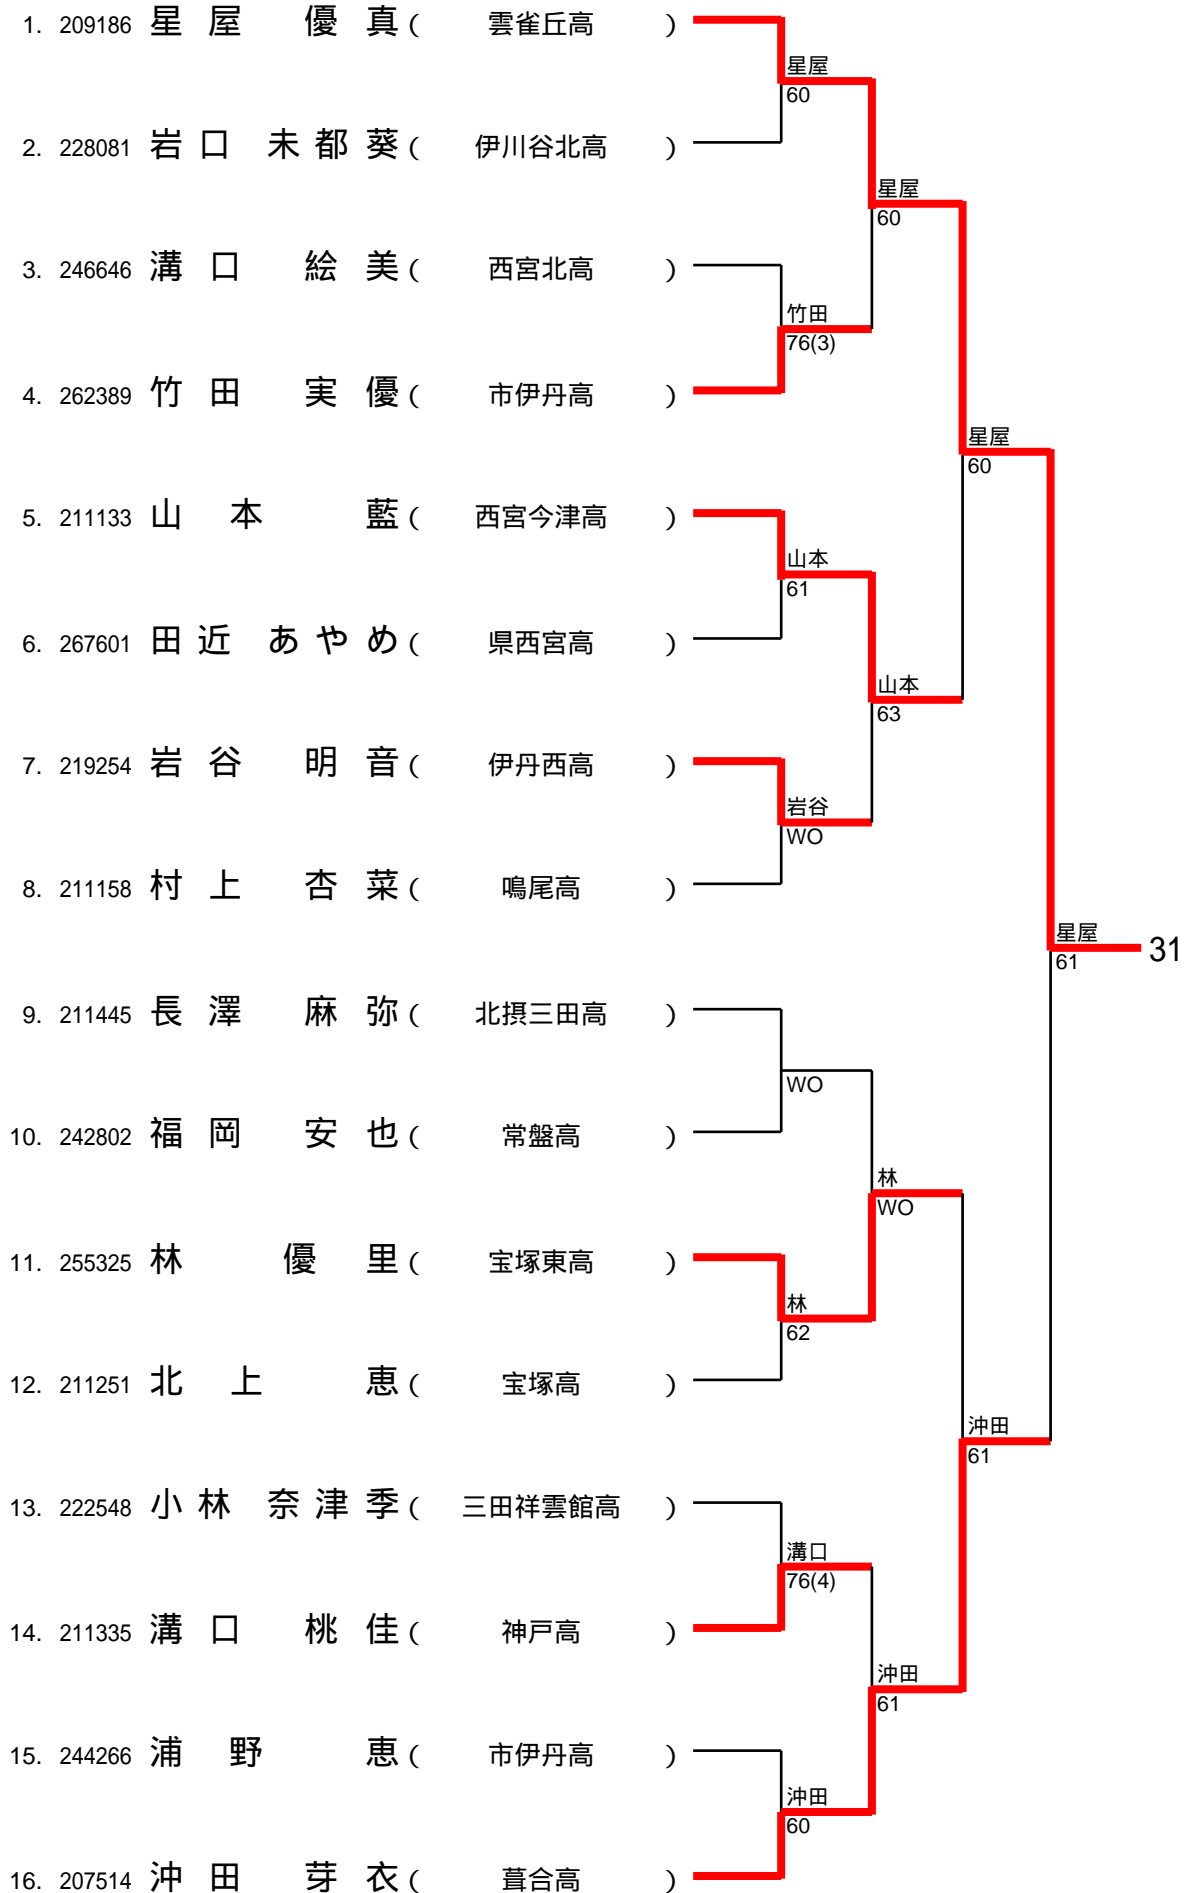 1. 209186 星屋 優真 ( 雲雀丘高 )
星屋
60
2. 228081 岩口 未都葵 ( 伊川谷北高 )
星屋
60
3. 246646 溝口 絵美 ( 西宮北高 )
竹田
76(3)
4. 262389 竹田 実優 ( 市伊丹高 )
星屋
60
5. 211133 山本 藍 ( 西宮今津高 )
山本
61
6. 267601 田近 あやめ ( 県西宮高 )
山本
63
7. 219254 岩谷 明音 ( 伊丹西高 )
岩谷
WO
8. 211158 村上 杏菜 ( 鳴尾高 )
星屋
61
31
9. 211445 長澤 麻弥 ( 北摂三田高 )
WO
10. 242802 福岡 安也 ( 常盤高 )
林
WO
11. 255325 林 優里 ( 宝塚東高 )
林
62
12. 211251 北上 恵 ( 宝塚高 )
沖田
61
13. 222548 小林 奈津季 ( 三田祥雲館高 )
溝口
76(4)
14. 211335 溝口 桃佳 ( 神戸高 )
沖田
61
15. 244266 浦野 恵 ( 市伊丹高 )
沖田
60
16. 207514 沖田 芽衣 ( 葺合高 )